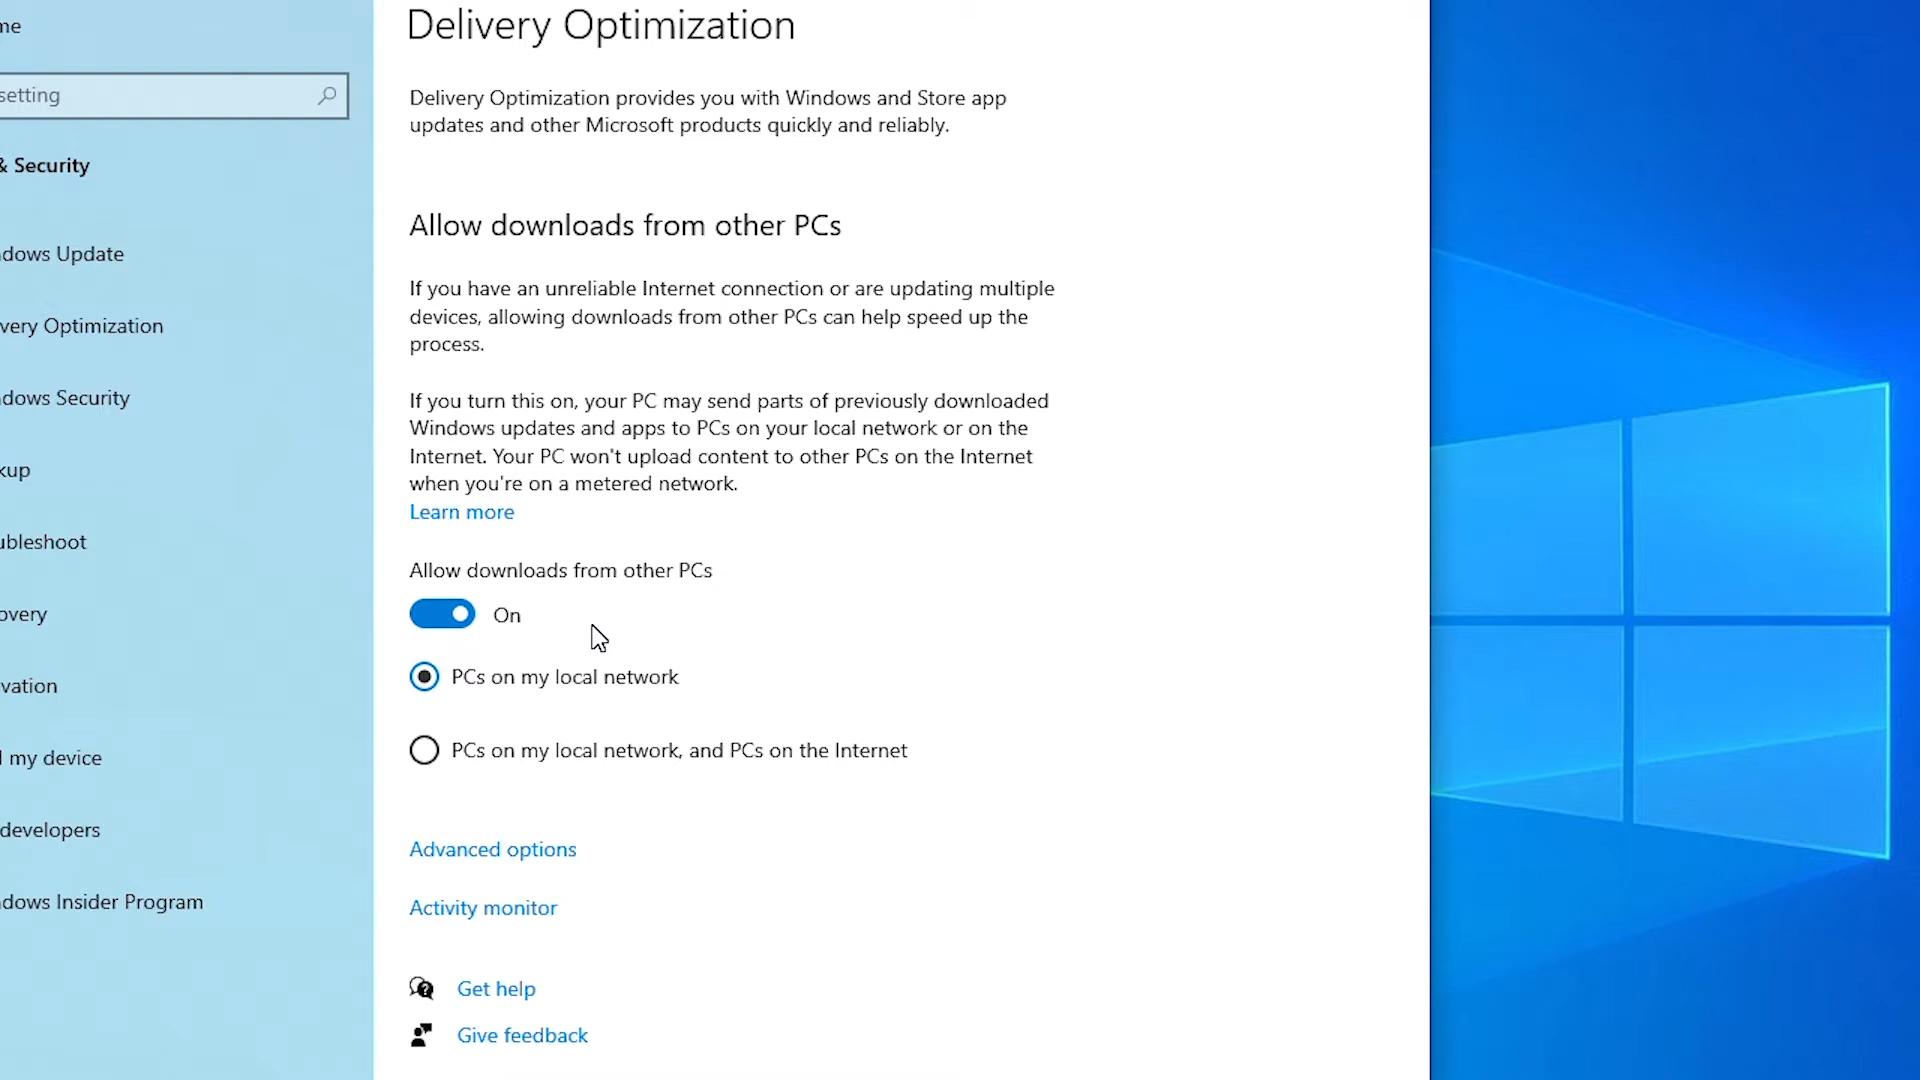 me
setting
& Security
dows Update
very Optimization
dows Security
kup
ubleshoot
overy
vation
my device
developers
dows Insider Program
Delivery Optimization
Delivery Optimization provides you with Windows and Store app
updates and other Microsoft products quickly and reliably.
Allow downloads from other PCs
If you have an unreliable Internet connection or are updating multiple
devices, allowing downloads from other PCs can help speed up the
process.
If you turn this on, your PC may send parts of previously downloaded
Windows updates and apps to PCs on your local network or on the
Internet. Your PC won't upload content to other PCs on the Internet
when you're on a metered network.
Learn more
Allow downloads from other PCs
On
PCs on my local network
PCs on my local network, and PCs on the Internet
Advanced options
Activity monitor
Get help
Give feedback